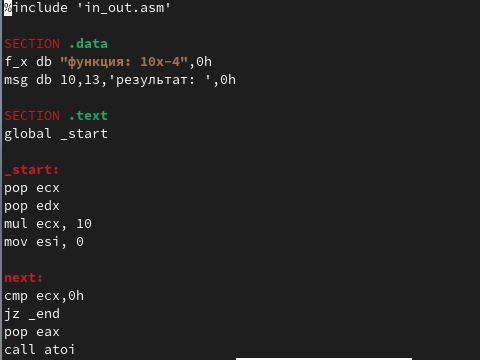 %include 'in_out.asm'
SECTION .data
f_x db "функция: 10x-4",0h
msg db 10,13,'результат: ',0h
SECTION .text
global _start
_start:
pop ecx
pop edx
mul ecx, 10
mov esi, 0
next:
cmp ecx,0h
jz _end
pop eax
call atoi